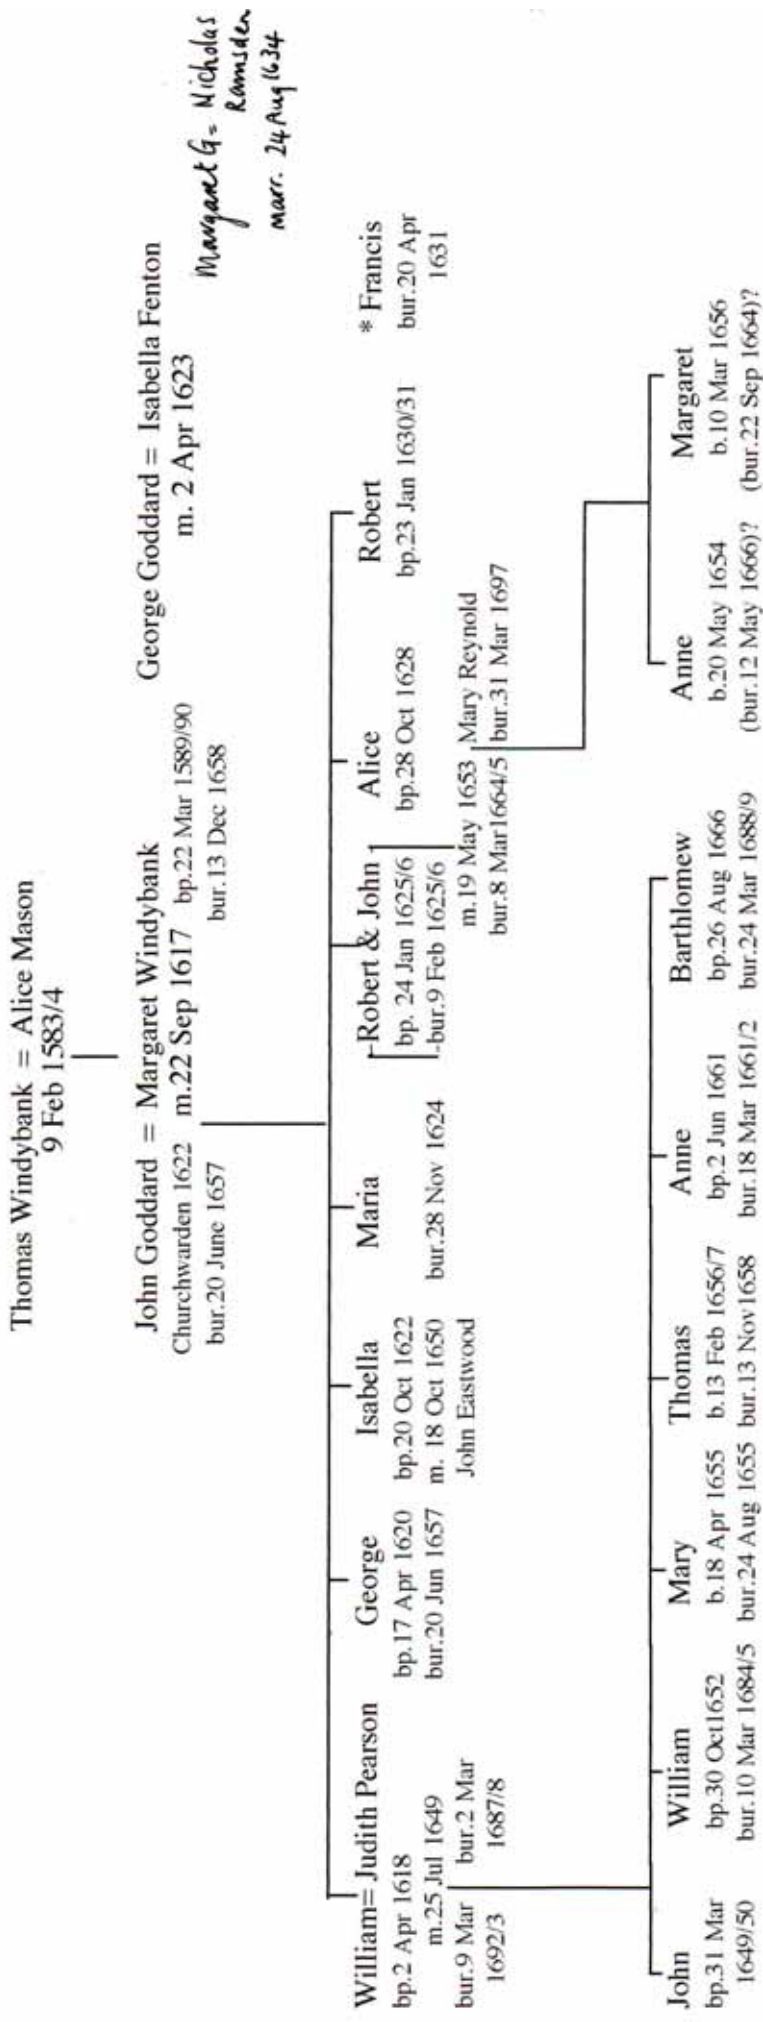 Thomas Windybank = Alice Mason
9 Feb 1583/4
John Goddard = Margaret Windybank
Churchwarden 1622 m.22 Sep 1617 bp.22 Mar 1589/90
bur.20 June 1657 bur.13 Dec 1658
George Goddard = Isabella Fenton
m. 2 Apr 1623
Margaret G = Nicholas
Ramsden
marr. 24 Aug 1634
William= Judith Pearson
bp.2 Apr 1618
m.25 Jul 1649
bur.9 Mar bur.2 Mar
1692/3 1687/8
George
bp.17 Apr 1620
bur.20 Jun 1657
Isabella
bp.20 Oct 1622
m. 18 Oct 1650
John Eastwood
Maria
bur.28 Nov 1624
Robert & John
bp. 24 Jan 1625/6
bur.9 Feb 1625/6
m.19 May 1653 Mary Reynold
bur.8 Mar1664/5 bur.31 Mar 1697
Alice
bp.28 Oct 1628
Robert
bp.23 Jan 1630/31
* Francis
bur.20 Apr
1631
John
bp.31 Mar
1649/50
William
bp.30 Oct1652
bur.10 Mar 1684/5
Mary
b.18 Apr 1655
bur.24 Aug 1655
Thomas
b.13 Feb 1656/7
bur.13 Nov1658
Anne
bp.2 Jun 1661
bur.18 Mar 1661/2
Barthlomew
bp.26 Aug 1666
bur.24 Mar 1688/9
Anne
b.20 May 1654
(bur.12 May 1666)?
Margaret
b.10 Mar 1656
(bur.22 Sep 1664)?